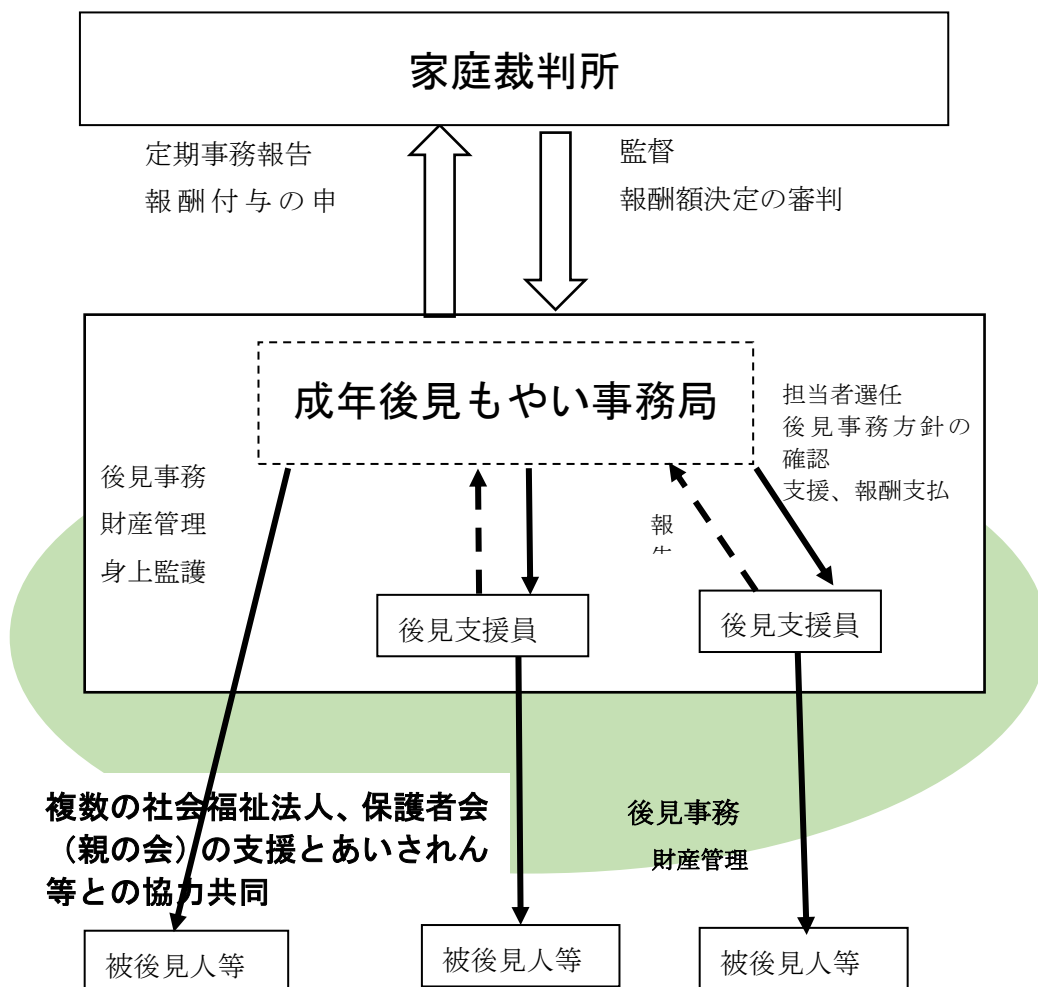 家庭裁判所
定期事務報告
報酬付与の申
監督
報酬額決定の審判
成年後見もやい事務局
担当者選任
後見事務方針の
確認
支援、報酬支払
後見事務
財産管理
身上監護
報
後見支援員
後見支援員
複数の社会福祉法人、保護者会
（親の会）の支援とあいされん
等との協力共同
後見事務
財産管理
被後見人等
被後見人等
被後見人等